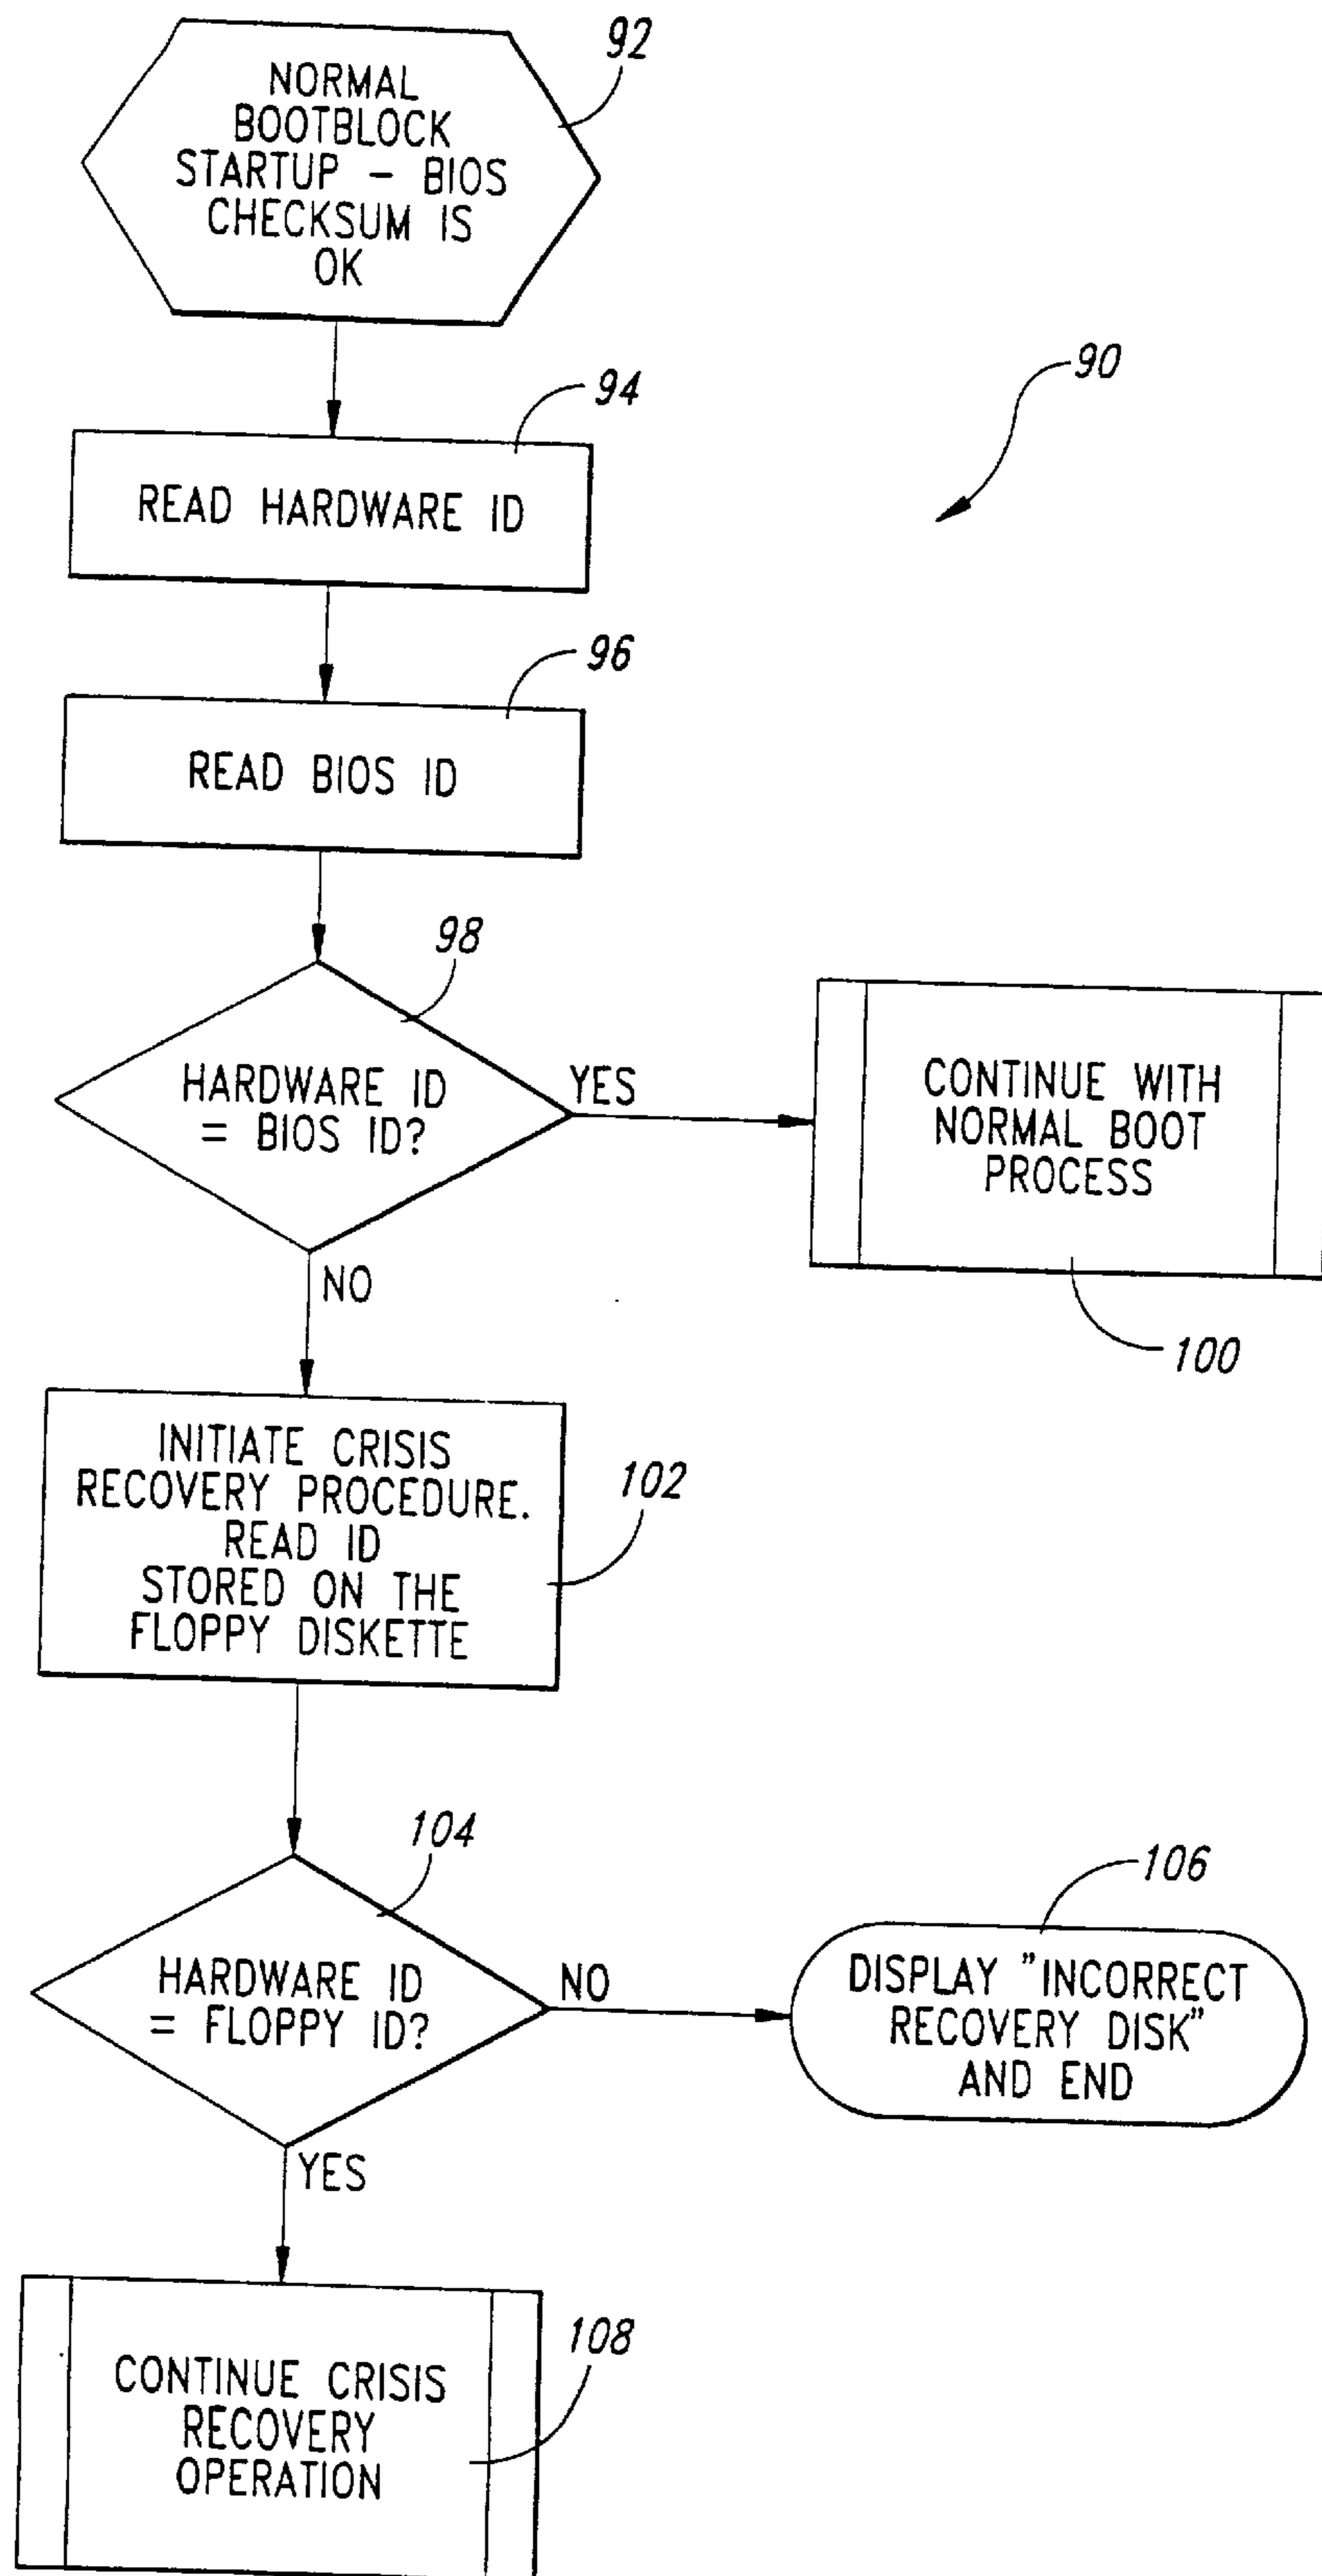 92
NORMAL
BOOTBLOCK
STARTUP - BIOS
CHECKSUM IS
OK
90
94
READ HARDWARE ID
96
READ BIOS ID
98
HARDWARE ID
= BIOS ID?
YES
CONTINUE WITH
NORMAL BOOT
PROCESS
100
NO
INITIATE CRISIS
RECOVERY PROCEDURE.
READ ID
STORED ON THE
FLOPPY DISKETTE
102
104
HARDWARE ID
= FLOPPY ID?
NO
106
DISPLAY "INCORRECT
RECOVERY DISK"
AND END
YES
CONTINUE CRISIS
RECOVERY
OPERATION
108